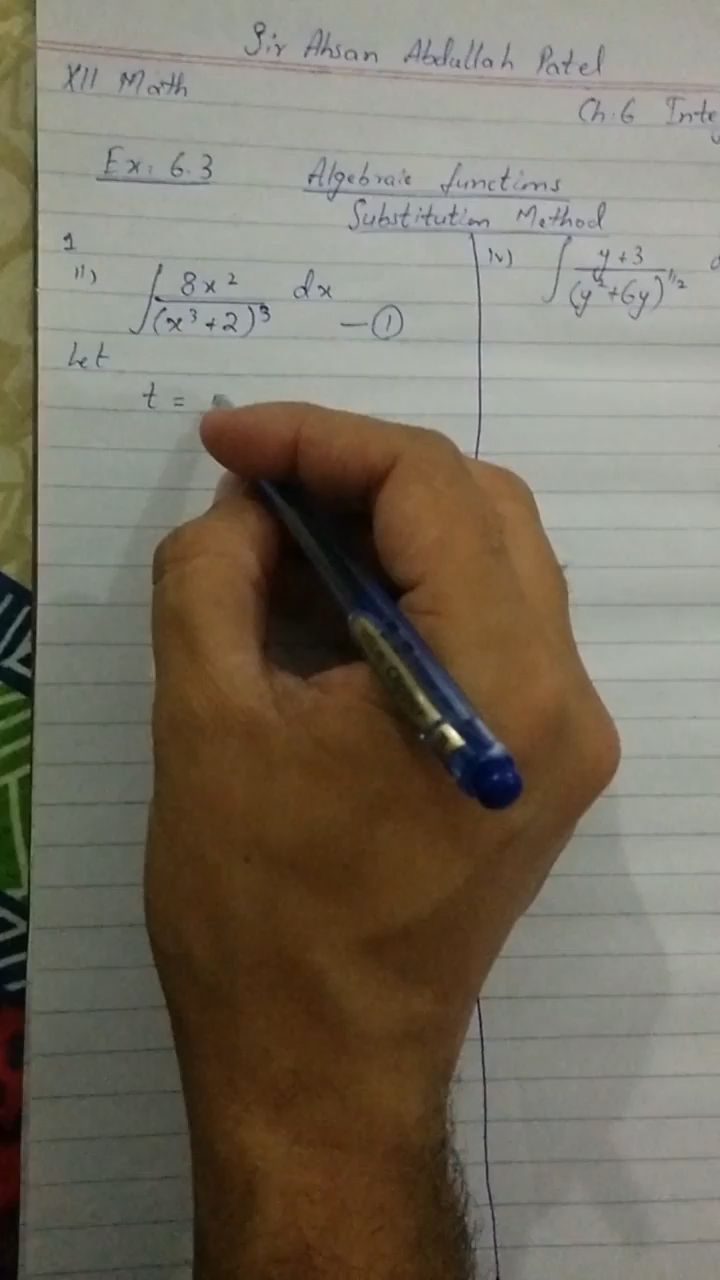 Sir Ahsan Abdullah Patel
XII Math
Ch:6 Inte
Ex: 6.3
Algebraic functions
Substitution Method
1
ii) ∫ 8x² / (x³+2)³ dx — ①
Let
t =
iv) ∫ y+3 / (y²+6y)^1/2